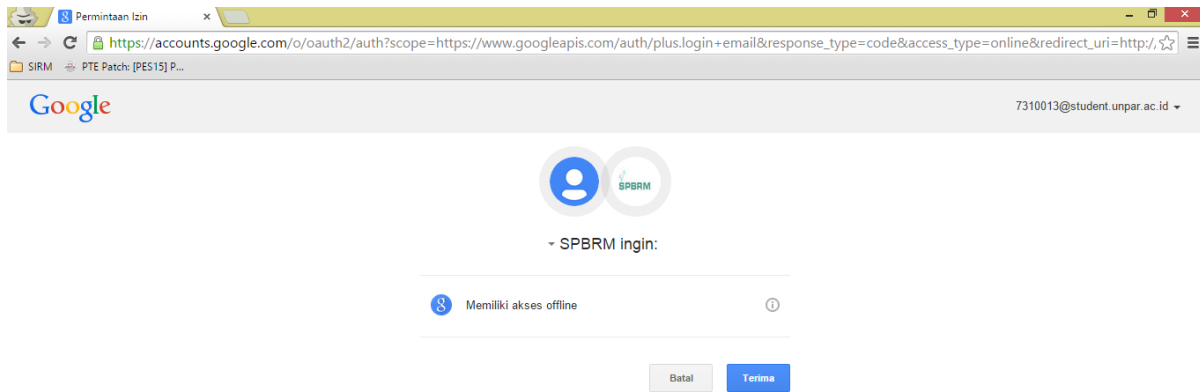 8 Permintaan Izin
https://accounts.google.com/o/oauth2/auth?scope=https://www.googleapis.com/auth/plus.login+email&response_type=code&access_type=online&redirect_uri=http:/
SIRM PTE Patch: [PES15] P...
Google 7310013@student.unpar.ac.id
SPBRM
SPBRM ingin:
8 Memiliki akses offline
Batal Terima